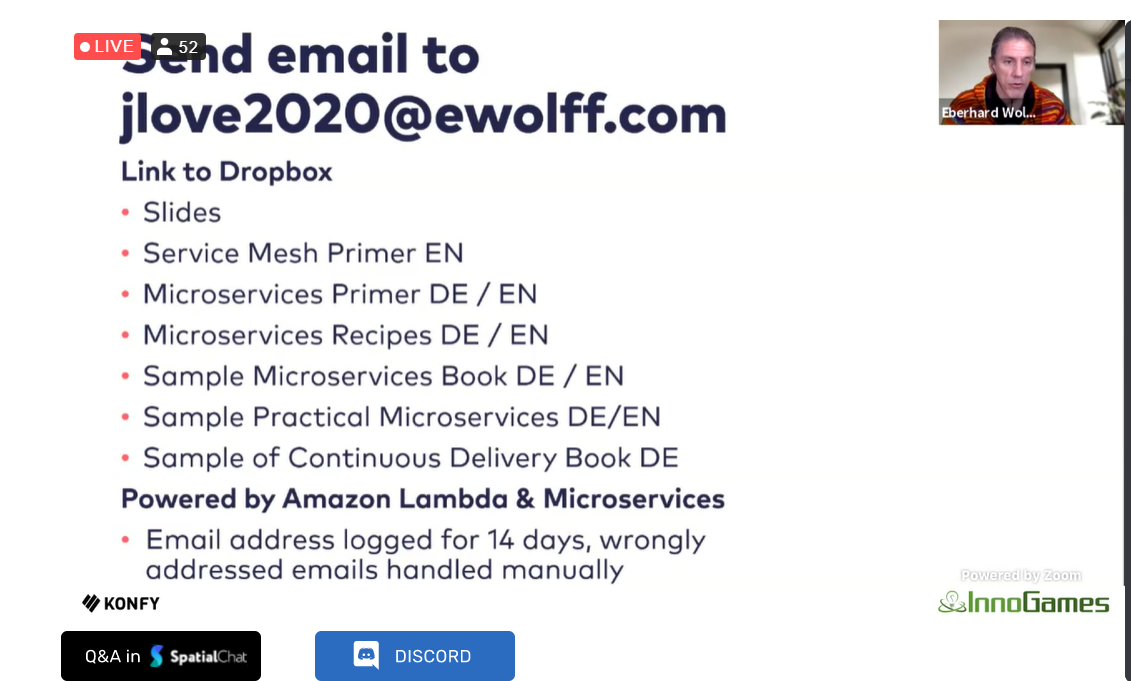 LIVE 52
Send email to
jlove2020@ewolff.com
Eberhard Wol...
Link to Dropbox
• Slides
• Service Mesh Primer EN
• Microservices Primer DE / EN
• Microservices Recipes DE / EN
• Sample Microservices Book DE / EN
• Sample Practical Microservices DE/EN
• Sample of Continuous Delivery Book DE
Powered by Amazon Lambda & Microservices
• Email address logged for 14 days, wrongly
addressed emails handled manually
Powered by Zoom
KONFY
InnoGames
Q&A in SpatialChat
DISCORD